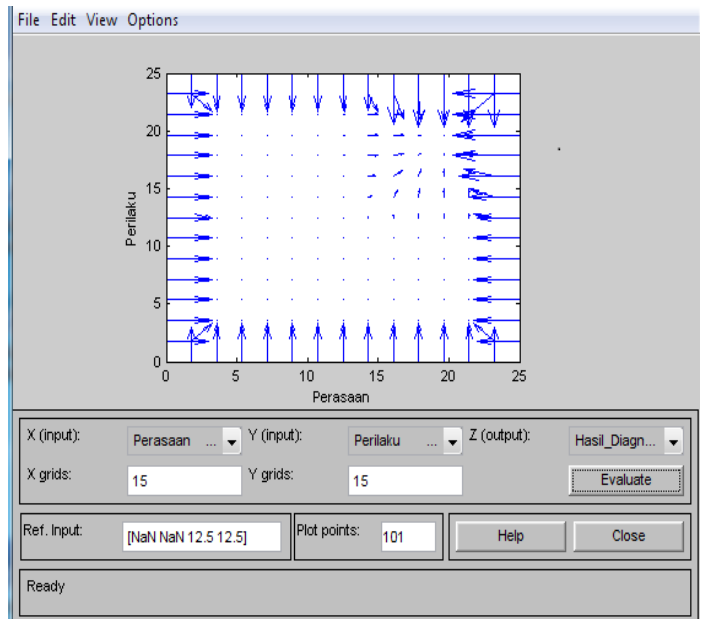 File Edit View Options
25
20
15
10
5
0
Perilaku
0 5 10 15 20 25
Perasaan
X (input): Perasaan ... Y (input): Perilaku ... Z (output): Hasil_Diagn...
X grids: 15 Y grids: 15 Evaluate
Ref. Input: [NaN NaN 12.5 12.5] Plot points: 101 Help Close
Ready